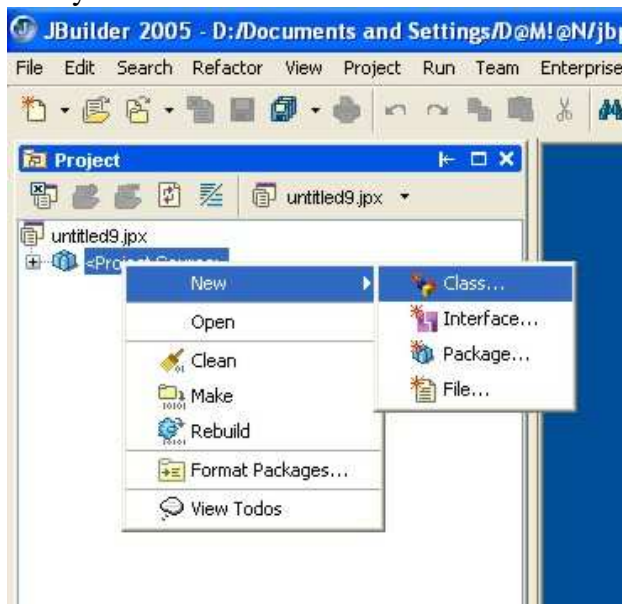 JBuilder 2005 - D:/Documents and Settings/D@M!@N/jbp
File Edit Search Refactor View Project Run Team Enterprise
Project
untitled9.jpx
untitled9.jpx
New
Class...
Open
Interface...
Clean
Package...
Make
File...
Rebuild
Format Packages...
View Todos